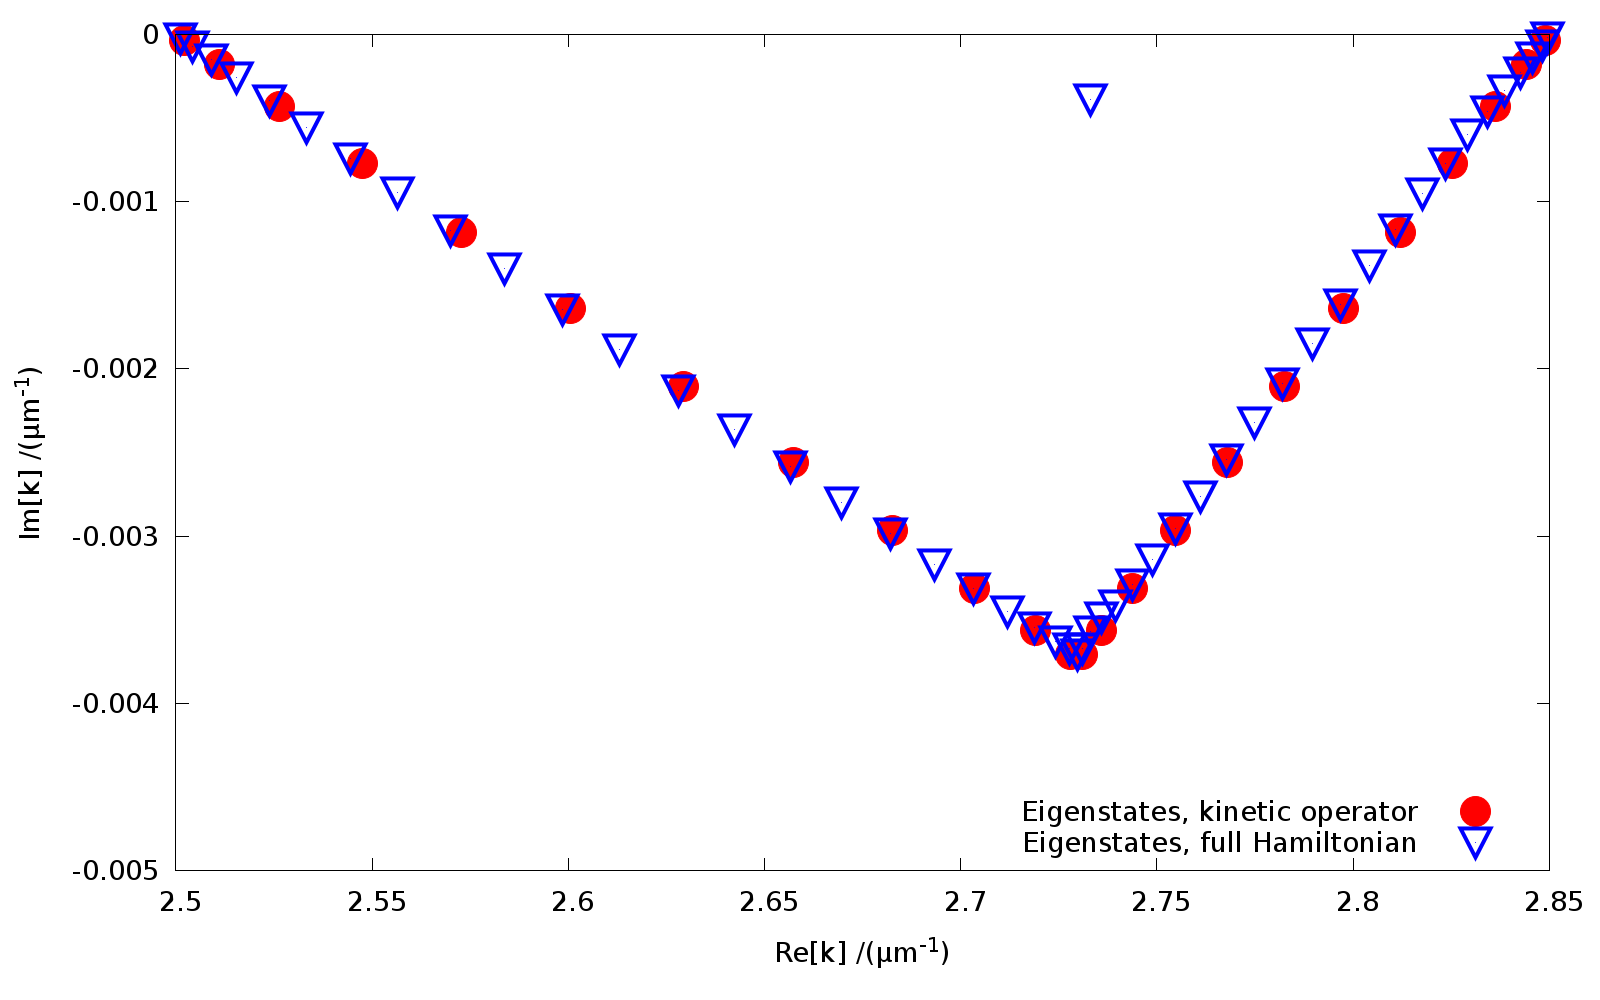 0
-0.001
-0.002
-0.003
-0.004
-0.005
Im[k] /(μm⁻¹)
2.5 2.55 2.6 2.65 2.7 2.75 2.8 2.85
Re[k] /(μm⁻¹)
Eigenstates, kinetic operator
Eigenstates, full Hamiltonian